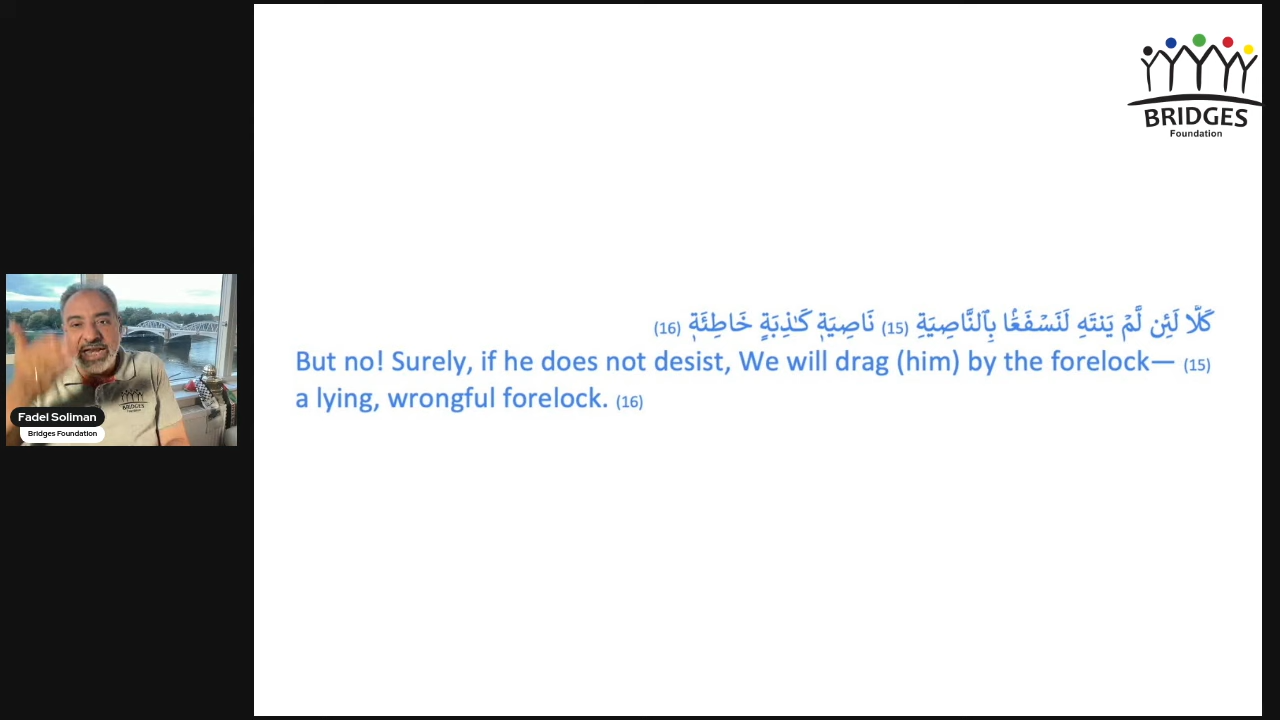 BRIDGES
Foundation
كَلَّا لَئِن لَّمْ يَنتَهِ لَنَسْفَعًۢا بِٱلنَّاصِيَةِ (15) نَاصِيَةٖ كَـٰذِبَةٍ خَاطِئَةٖ (16)
But no! Surely, if he does not desist, We will drag (him) by the forelock— (15)
a lying, wrongful forelock. (16)
BRIDGES
Fadel Soliman
Bridges Foundation